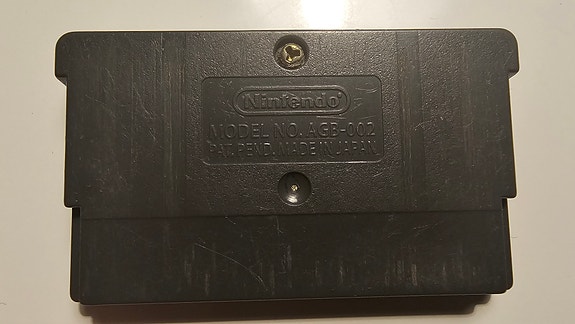 Nintendo®
MODEL NO. AGB-002
PAT. PEND. MADE IN JAPAN